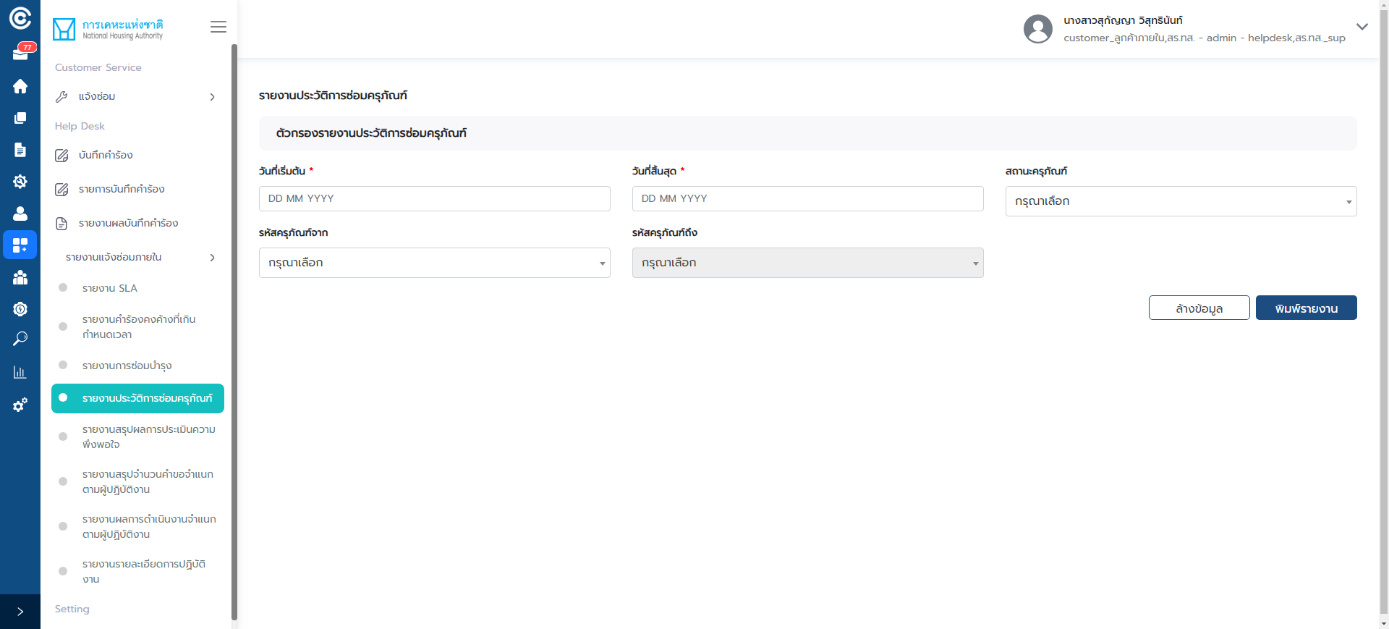 77
การเคหะแห่งชาติ
National Housing Authority
Customer Service
แจ้งซ่อม
Help Desk
บันทึกคำร้อง
รายการบันทึกคำร้อง
รายงานผลบันทึกคำร้อง
รายงานแจ้งซ่อมภายใน
รายงาน SLA
รายงานคำร้องคงค้างที่เกิน
กำหนดเวลา
รายงานการซ่อมบำรุง
รายงานประวัติการซ่อมครุภัณฑ์
รายงานสรุปผลการประเมินความ
พึงพอใจ
รายงานสรุปจำนวนคำขอจำแนก
ตามผู้ปฏิบัติงาน
รายงานผลการดำเนินงานจำแนก
ตามผู้ปฏิบัติงาน
รายงานรายละเอียดการปฏิบัติ
งาน
Setting
นางสาวสุกัญญา วิสุทธินันท์
customer_ลูกค้าภายใน,สร.กส. - admin - helpdesk,สร.กส._sup
รายงานประวัติการซ่อมครุภัณฑ์
ตัวกรองรายงานประวัติการซ่อมครุภัณฑ์
วันที่เริ่มต้น * วันที่สิ้นสุด * สถานะครุภัณฑ์
DD MM YYYY DD MM YYYY กรุณาเลือก
รหัสครุภัณฑ์จาก รหัสครุภัณฑ์ถึง
กรุณาเลือก กรุณาเลือก
ล้างข้อมูล พิมพ์รายงาน